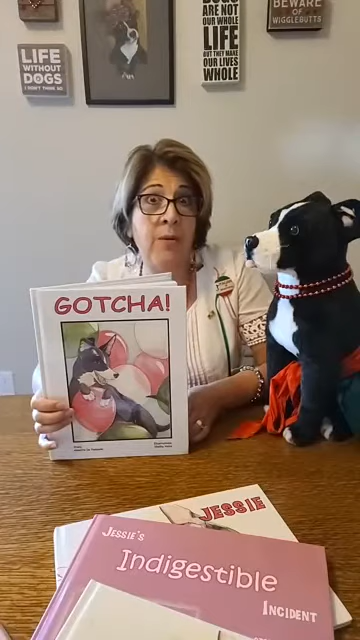 LIFE
WITHOUT
DOGS
I DON'T THINK SO
ARE NOT
OUR WHOLE
LIFE
BUT THEY MAKE
OUR LIVES
WHOLE
BEWARE OF
WIGGLEBUTTS
GOTCHA!
JESSIE
JESSIE'S
Indigestible
INCIDENT